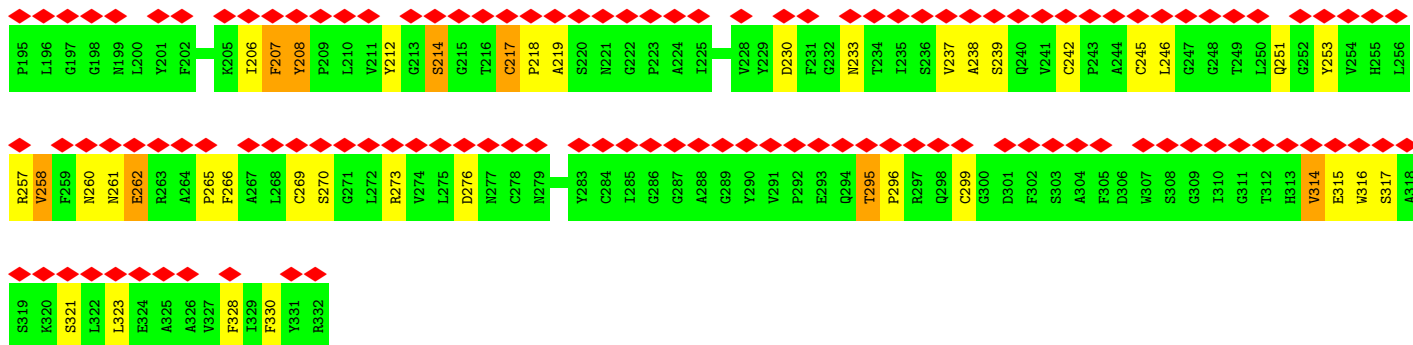 P195 L196 G197 G198 N199 L200 Y201 F202 K205 I206 F207 Y208 P209 L210 V211 Y212 G213 S214 G215 T216 C217 P218 A219 S220 N221 G222 P223 A224 I225 V228 Y229 D230 F231 G232 N233 T234 I235 S236 V237 A238 S239 Q240 V241 C242 P243 A244 C245 L246 G247 G248 T249 L250 Q251 G252 Y253 V254 H255 L256
R257 V258 F259 N260 N261 E262 R263 A264 P265 F266 A267 L268 C269 S270 G271 L272 R273 V274 L275 D276 N277 C278 N279 Y283 C284 I285 G286 G287 A288 G289 Y290 V291 P292 E293 Q294 T295 P296 R297 Q298 C299 G300 D301 F302 S303 A304 F305 D306 W307 S308 G309 I310 G311 T312 H313 V314 E315 W316 S317 A318
S319 K320 S321 L322 L323 E324 A325 A326 V327 F328 I329 F330 Y331 R332